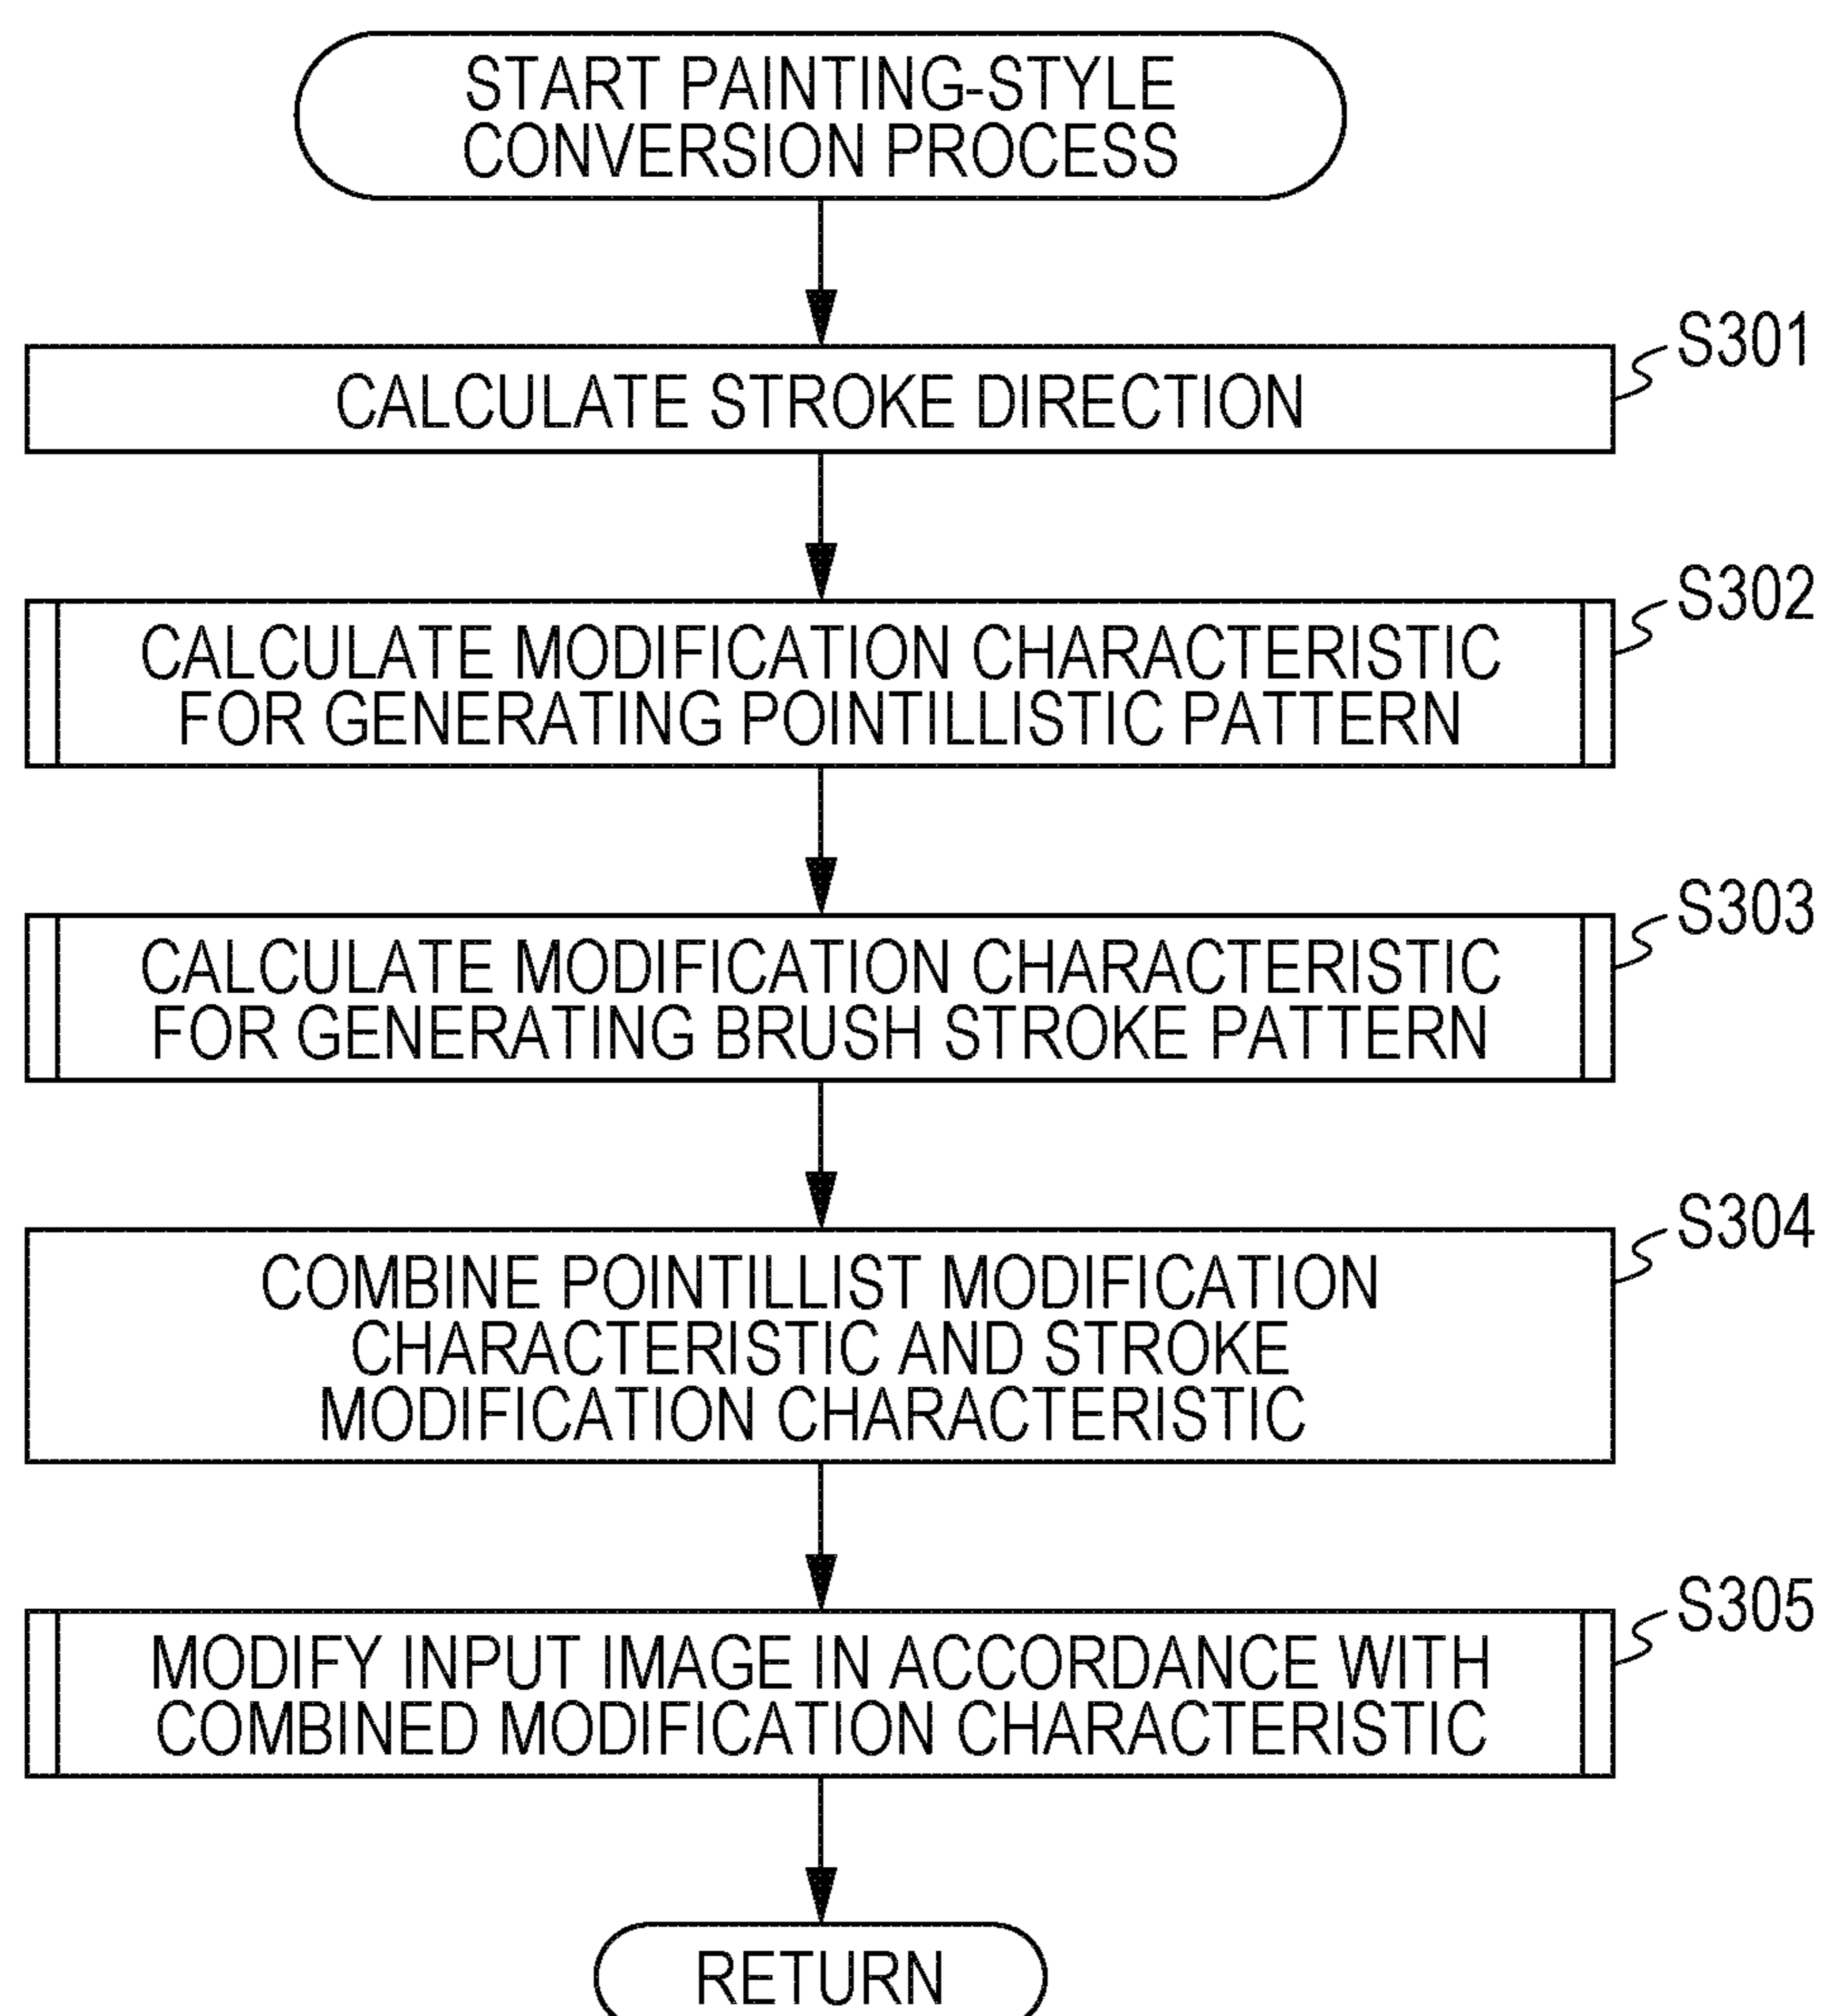 START PAINTING-STYLE
CONVERSION PROCESS
S301
CALCULATE STROKE DIRECTION
S302
CALCULATE MODIFICATION CHARACTERISTIC
FOR GENERATING POINTILLISTIC PATTERN
S303
CALCULATE MODIFICATION CHARACTERISTIC
FOR GENERATING BRUSH STROKE PATTERN
S304
COMBINE POINTILLIST MODIFICATION
CHARACTERISTIC AND STROKE
MODIFICATION CHARACTERISTIC
S305
MODIFY INPUT IMAGE IN ACCORDANCE WITH
COMBINED MODIFICATION CHARACTERISTIC
RETURN